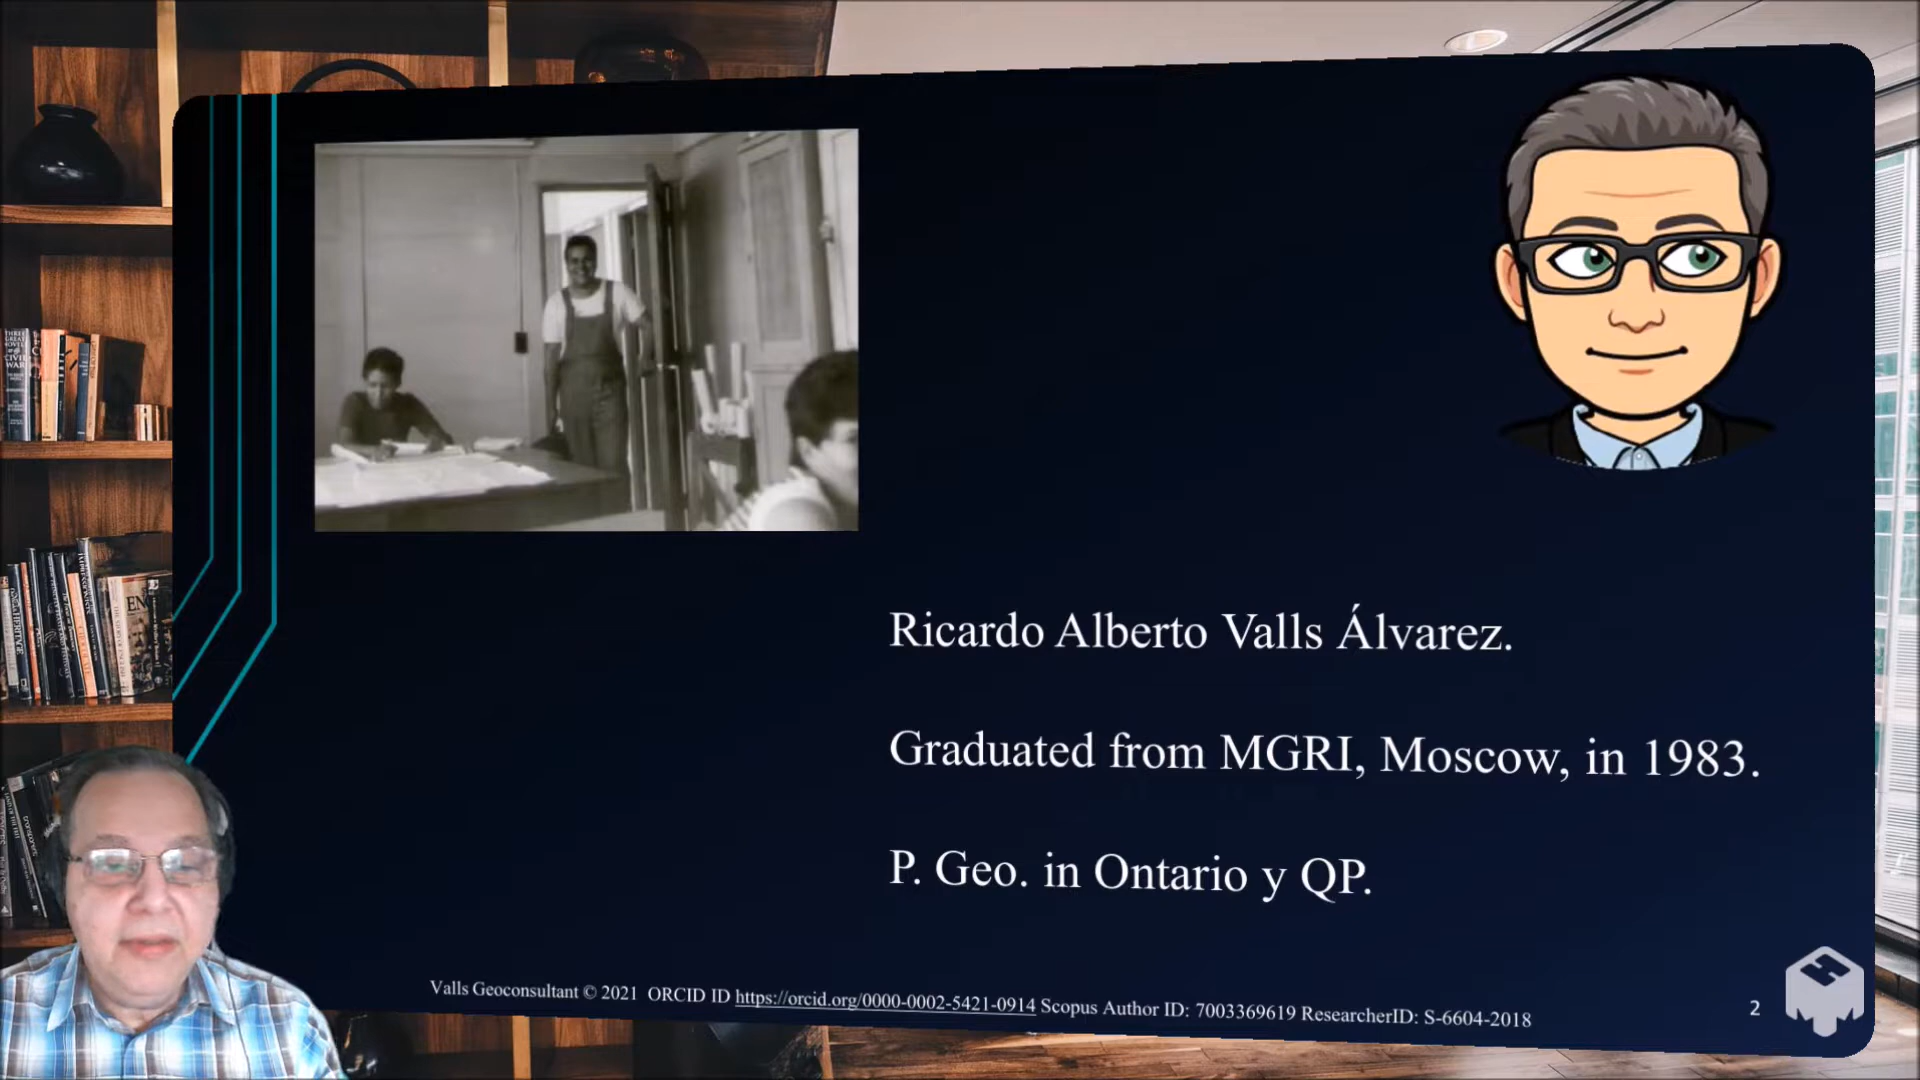 Ricardo Alberto Valls Álvarez.
Graduated from MGRI, Moscow, in 1983.
P. Geo. in Ontario y QP.
Valls Geoconsultant © 2021 ORCID ID https://orcid.org/0000-0002-5421-0914 Scopus Author ID: 7003369619 ResearcherID: S-6604-2018
2